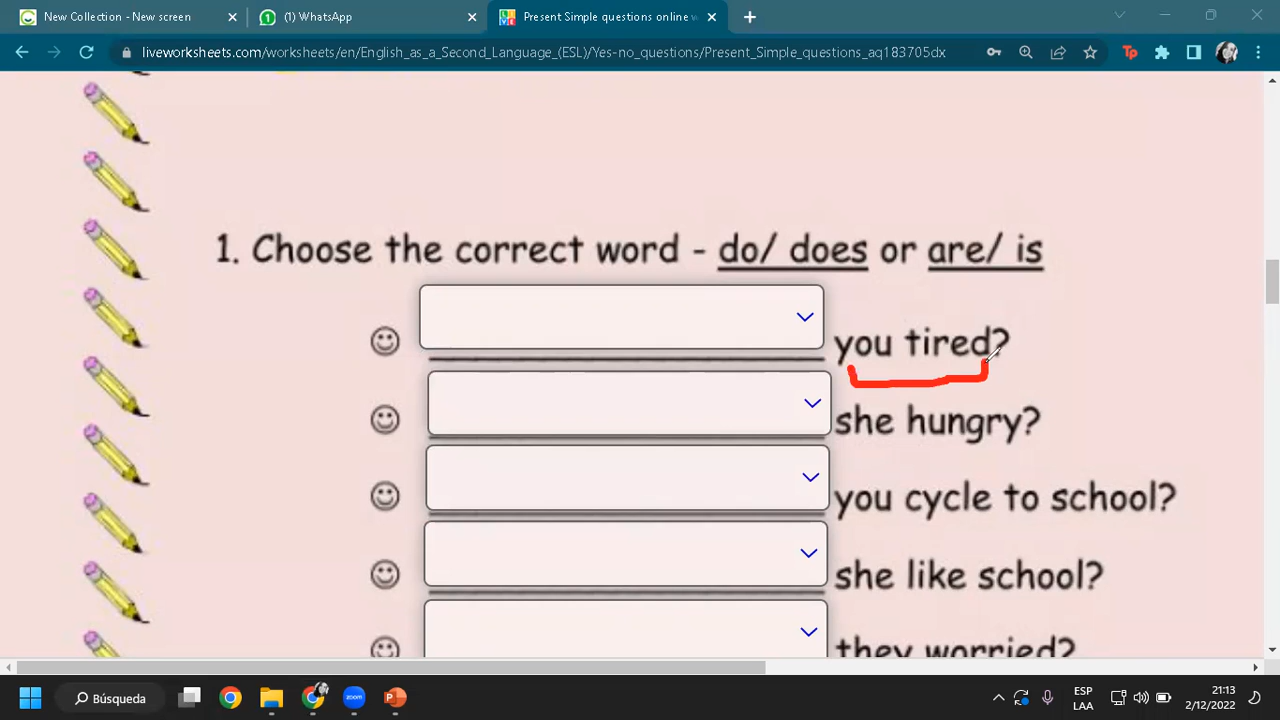 New Collection - New screen
(1) WhatsApp
Present Simple questions online w
liveworksheets.com/worksheets/en/English_as_a_Second_Language_(ESL)/Yes-no_questions/Present_Simple_questions_aq183705dx
1. Choose the correct word - do/ does or are/ is
you tired?
she hungry?
you cycle to school?
she like school?
they worried?
Búsqueda
zoom
ESP
LAA
21:13
2/12/2022